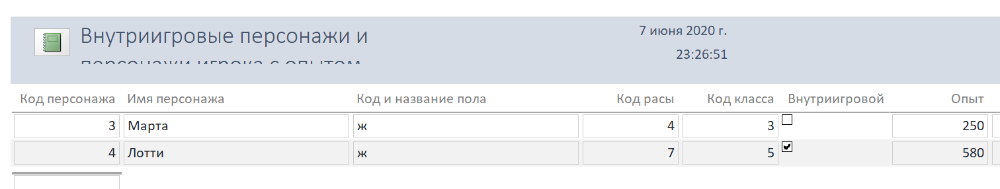 Внутриигровые персонажи и
персонажи игрока с опытом
7 июня 2020 г.
23:26:51
Код персонажа Имя персонажа Код и название пола Код расы Код класса Внутриигровой Опыт
3 Марта ж 4 3 250
4 Лотти ж 7 5 580